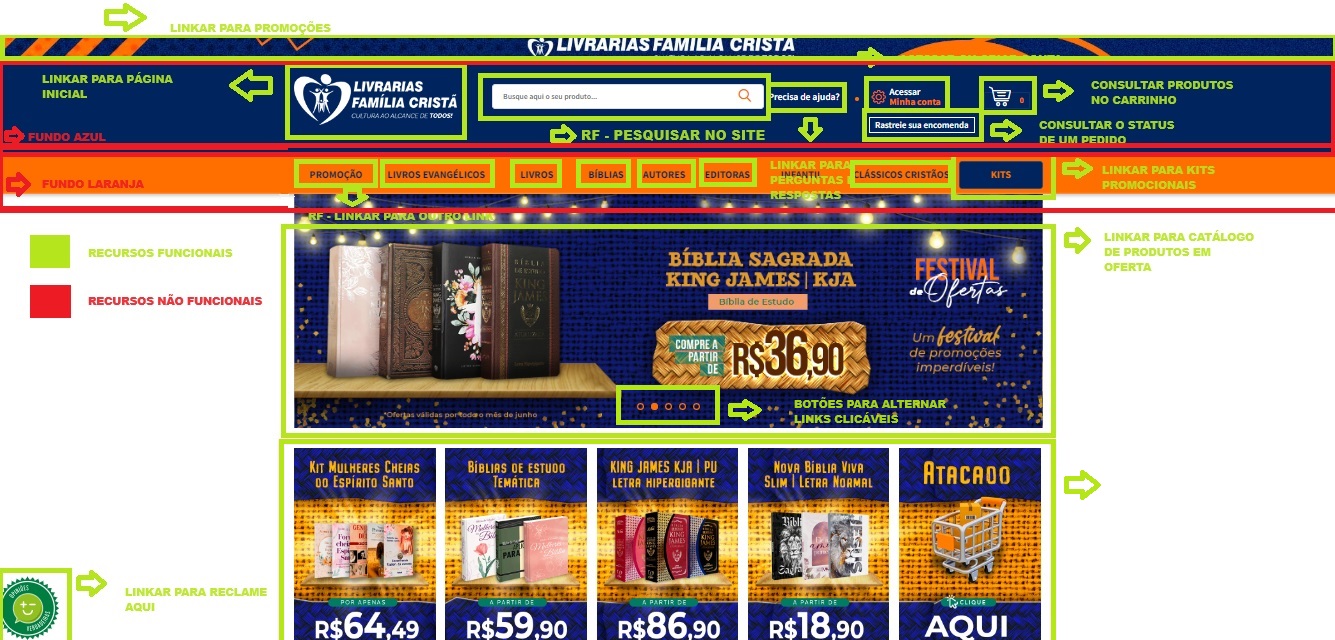 LINKAR PARA PROMOÇÕES
LIVRARIAS FAMÍLIA CRISTÃ
LINKAR PARA PÁGINA
INICIAL
LIVRARIAS
FAMÍLIA CRISTÃ
CULTURA AO ALCANCE DE TODOS!
Busque aqui o seu produto...
Precisa de ajuda?
Acessar
Minha conta
0
CONSULTAR PRODUTOS
NO CARRINHO
Rastreie sua encomenda
CONSULTAR O STATUS
DE UM PEDIDO
FUNDO AZUL
RF - PESQUISAR NO SITE
FUNDO LARANJA
PROMOÇÃO
LIVROS EVANGÉLICOS
LIVROS
BÍBLIAS
AUTORES
EDITORAS
INFANTIL
CLÁSSICOS CRISTÃOS
KITS
LINKAR PARA
PERGUNTAS E
RESPOSTAS
LINKAR PARA KITS
PROMOCIONAIS
RF - LINKAR PARA OUTRO LINK
RECURSOS FUNCIONAIS
RECURSOS NÃO FUNCIONAIS
BÍBLIA SAGRADA
KING JAMES | KJA
Bíblia de Estudo
COMPRE A
PARTIR
DE
R$36,90
FESTIVAL
de Ofertas
Um festival
de promoções
imperdíveis!
*Ofertas válidas por todo o mês de junho
LINKAR PARA CATÁLOGO
DE PRODUTOS EM
OFERTA
BOTÕES PARA ALTERNAR
LINKS CLICÁVEIS
KIT MULHERES CHEIAS
DO ESPÍRITO SANTO
POR APENAS
R$64,49
BÍBLIAS DE ESTUDO
TEMÁTICA
A PARTIR DE
R$59,90
KING JAMES KJA | PU
LETRA HIPERGIGANTE
A PARTIR DE
R$86,90
NOVA BÍBLIA VIVA
SLIM | LETRA NORMAL
A PARTIR DE
R$18,90
ATACADO
CLIQUE
AQUI
OPINIÕES
VERDADEIRAS
LINKAR PARA RECLAME
AQUI